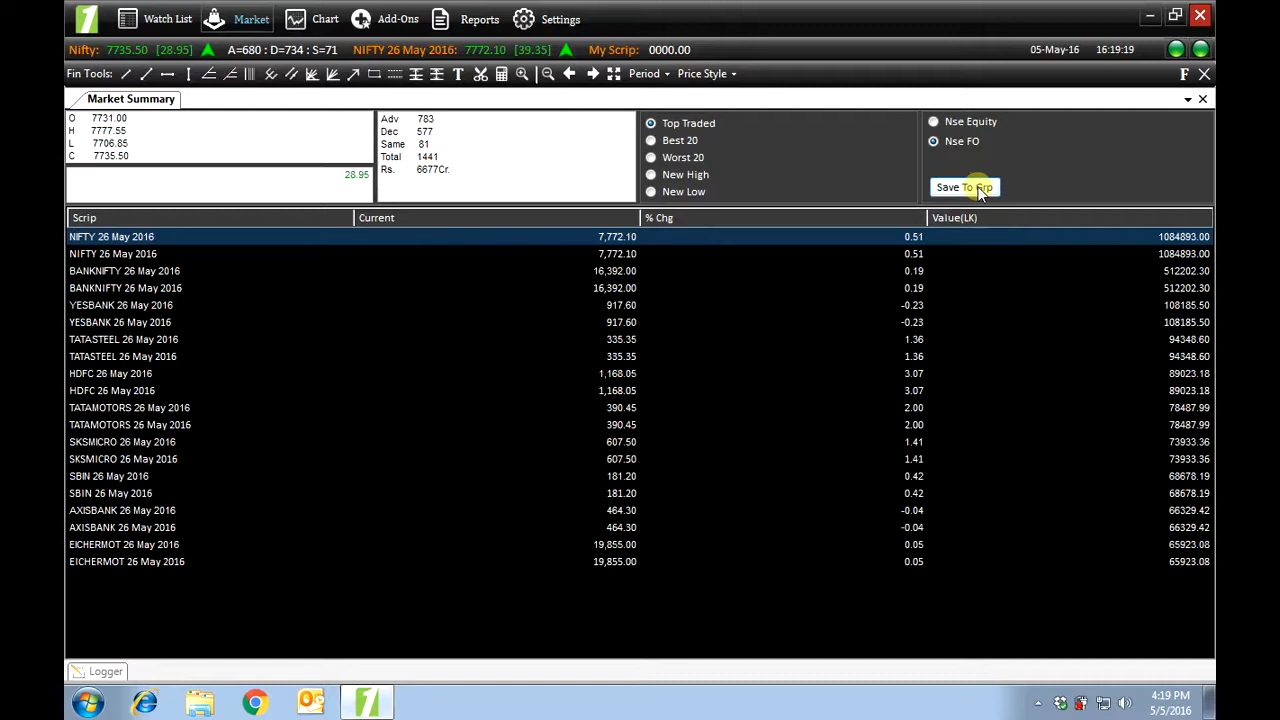 Watch List Market Chart Add-Ons Reports Settings
Nifty: 7735.50 [28.95] A=680 : D=734 : S=71 NIFTY 26 May 2016: 7772.10 [39.35] My Scrip: 0000.00 05-May-16 16:19:19
Fin Tools: T Period Price Style F
Market Summary
O 7731.00
H 7777.55
L 7706.85
C 7735.50
28.95
Adv 783
Dec 577
Same 81
Total 1441
Rs. 6677Cr.
Top Traded
Best 20
Worst 20
New High
New Low
Nse Equity
Nse FO
Save To Grp
Scrip Current % Chg Value(LK)
NIFTY 26 May 2016 7,772.10 0.51 1084893.00
NIFTY 26 May 2016 7,772.10 0.51 1084893.00
BANKNIFTY 26 May 2016 16,392.00 0.19 512202.30
BANKNIFTY 26 May 2016 16,392.00 0.19 512202.30
YESBANK 26 May 2016 917.60 -0.23 108185.50
YESBANK 26 May 2016 917.60 -0.23 108185.50
TATASTEEL 26 May 2016 335.35 1.36 94348.60
TATASTEEL 26 May 2016 335.35 1.36 94348.60
HDFC 26 May 2016 1,168.05 3.07 89023.18
HDFC 26 May 2016 1,168.05 3.07 89023.18
TATAMOTORS 26 May 2016 390.45 2.00 78487.99
TATAMOTORS 26 May 2016 390.45 2.00 78487.99
SKSMICRO 26 May 2016 607.50 1.41 73933.36
SKSMICRO 26 May 2016 607.50 1.41 73933.36
SBIN 26 May 2016 181.20 0.42 68678.19
SBIN 26 May 2016 181.20 0.42 68678.19
AXISBANK 26 May 2016 464.30 -0.04 66329.42
AXISBANK 26 May 2016 464.30 -0.04 66329.42
EICHERMOT 26 May 2016 19,855.00 0.05 65923.08
EICHERMOT 26 May 2016 19,855.00 0.05 65923.08
Logger
4:19 PM
5/5/2016